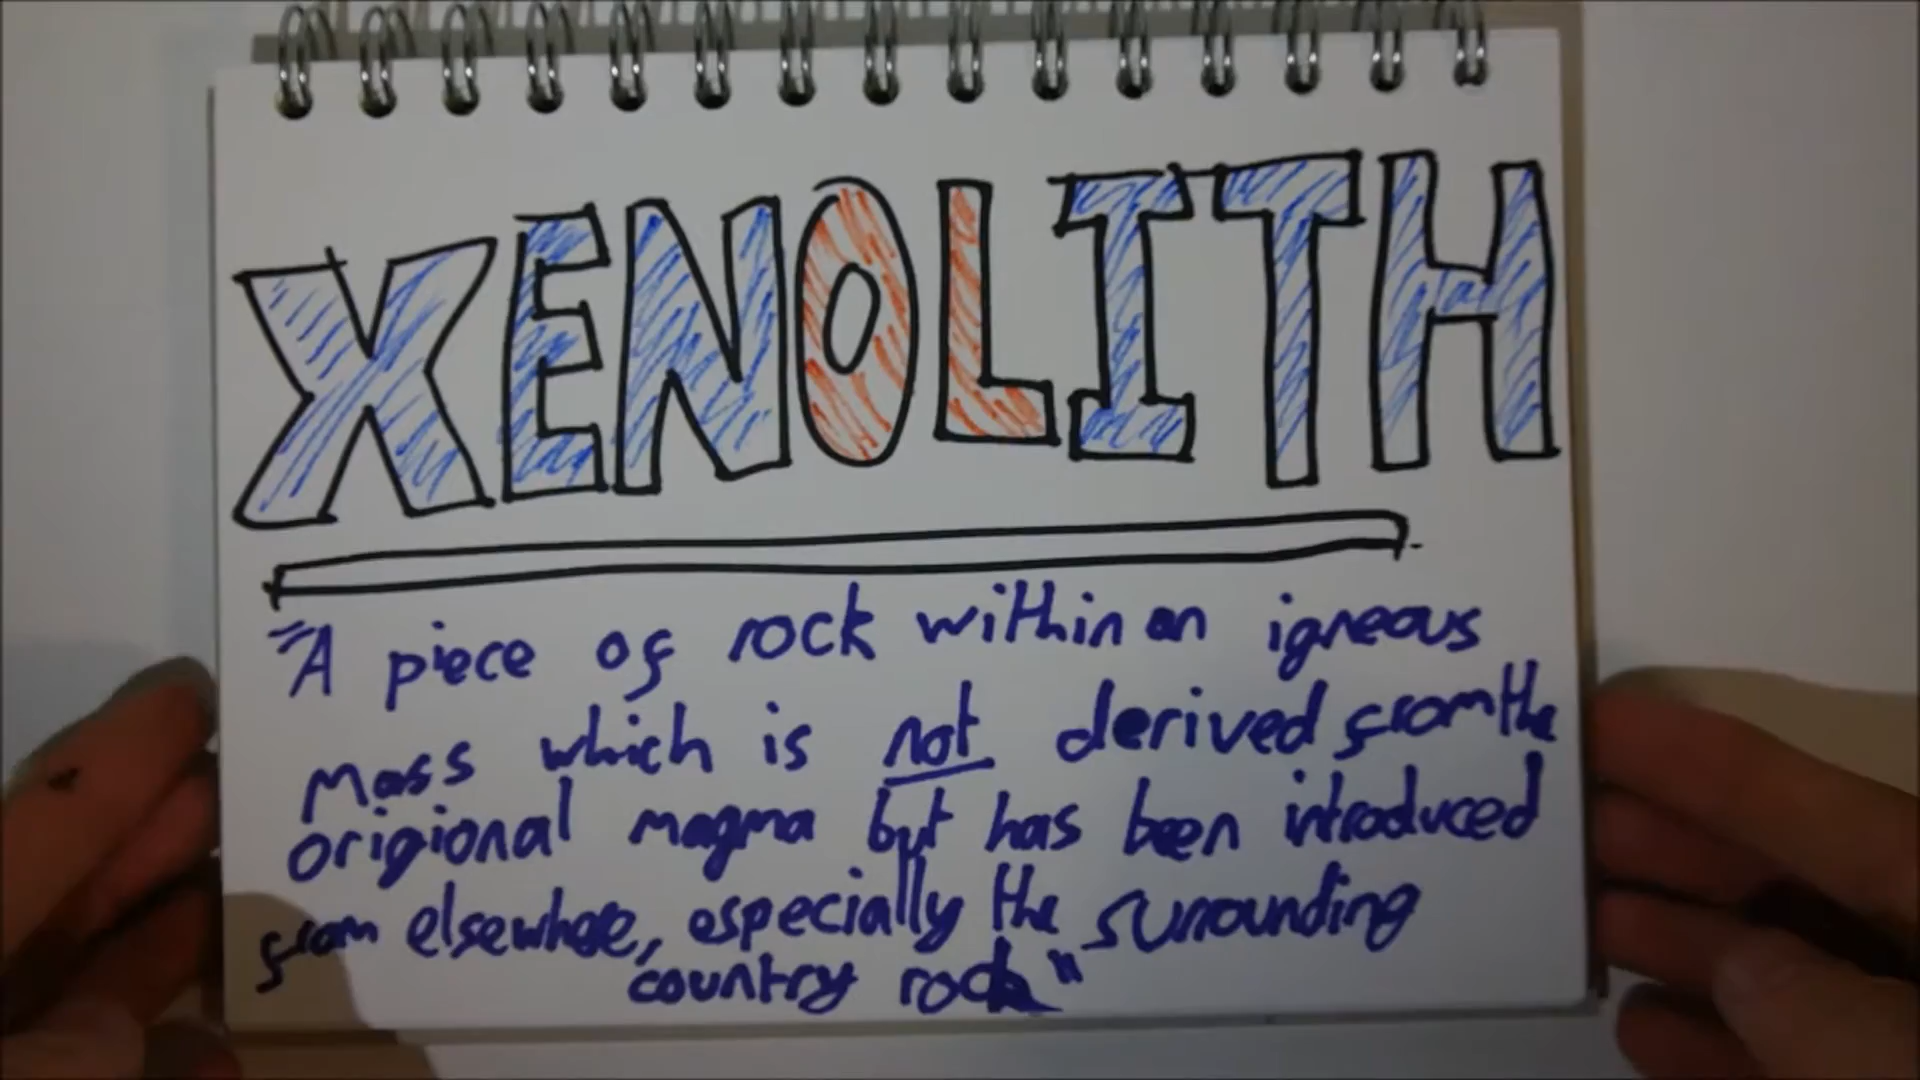 XENOLITH
"A piece of rock within an igneous
mass which is not derived from the
origional magma but has been introduced
from elsewhere, especially the surrounding
country rock"